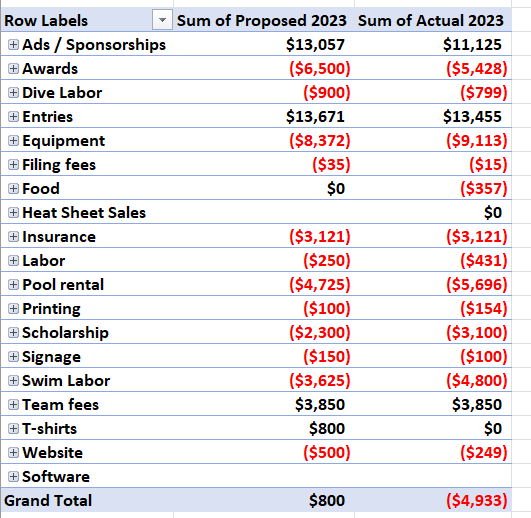 Row Labels Sum of Proposed 2023 Sum of Actual 2023
Ads / Sponsorships $13,057 $11,125
Awards ($6,500) ($5,428)
Dive Labor ($900) ($799)
Entries $13,671 $13,455
Equipment ($8,372) ($9,113)
Filing fees ($35) ($15)
Food $0 ($357)
Heat Sheet Sales $0
Insurance ($3,121) ($3,121)
Labor ($250) ($431)
Pool rental ($4,725) ($5,696)
Printing ($100) ($154)
Scholarship ($2,300) ($3,100)
Signage ($150) ($100)
Swim Labor ($3,625) ($4,800)
Team fees $3,850 $3,850
T-shirts $800 $0
Website ($500) ($249)
Software
Grand Total $800 ($4,933)